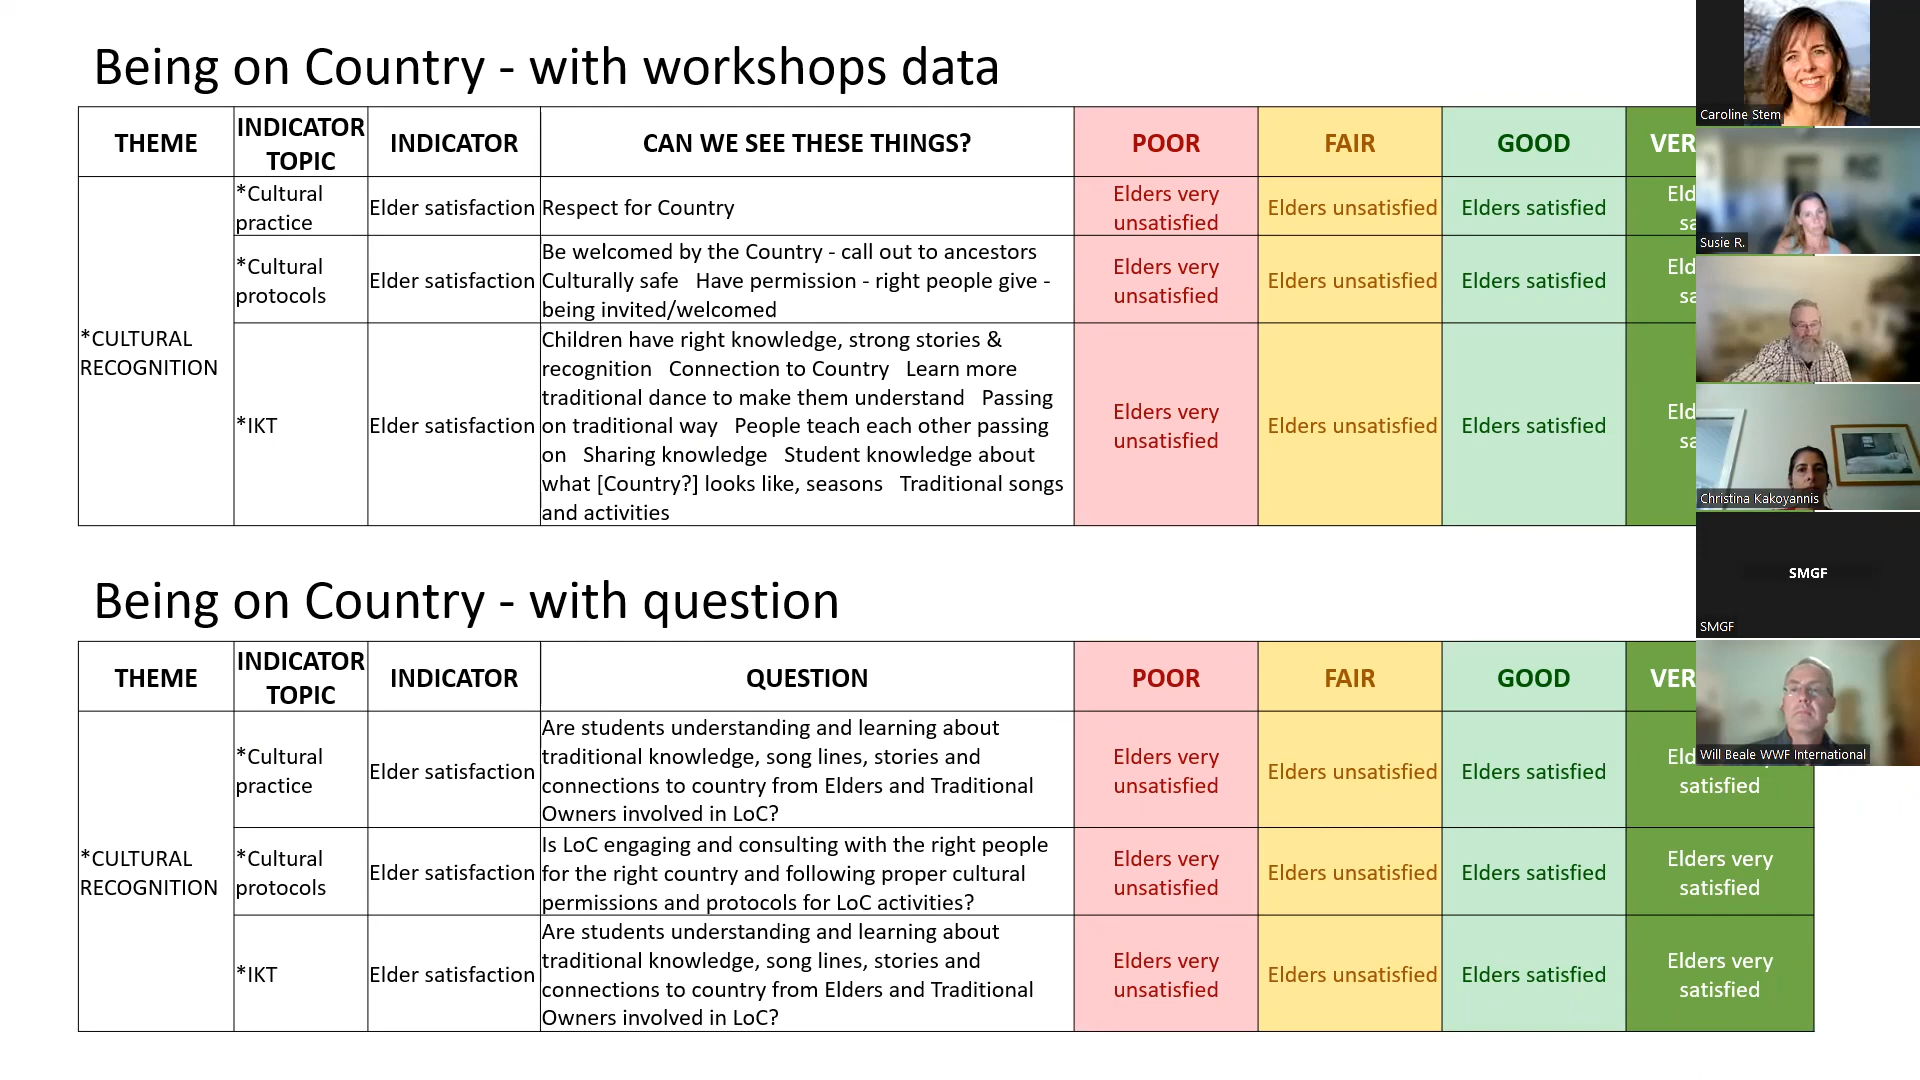 Being on Country - with workshops data
THEME
INDICATOR
TOPIC
INDICATOR
CAN WE SEE THESE THINGS?
POOR
FAIR
GOOD
VER
*CULTURAL
RECOGNITION
*Cultural
practice
Elder satisfaction
Respect for Country
Elders very
unsatisfied
Elders unsatisfied
Elders satisfied
Eld
sa
*Cultural
protocols
Elder satisfaction
Be welcomed by the Country - call out to ancestors
Culturally safe   Have permission - right people give -
being invited/welcomed
Elders very
unsatisfied
Elders unsatisfied
Elders satisfied
Eld
sa
*IKT
Elder satisfaction
Children have right knowledge, strong stories &
recognition   Connection to Country   Learn more
traditional dance to make them understand   Passing
on traditional way   People teach each other passing
on   Sharing knowledge   Student knowledge about
what [Country?] looks like, seasons   Traditional songs
and activities
Elders very
unsatisfied
Elders unsatisfied
Elders satisfied
Eld
sa
Being on Country - with question
THEME
INDICATOR
TOPIC
INDICATOR
QUESTION
POOR
FAIR
GOOD
VER
*CULTURAL
RECOGNITION
*Cultural
practice
Elder satisfaction
Are students understanding and learning about
traditional knowledge, song lines, stories and
connections to country from Elders and Traditional
Owners involved in LoC?
Elders very
unsatisfied
Elders unsatisfied
Elders satisfied
Eld
satisfied
*Cultural
protocols
Elder satisfaction
Is LoC engaging and consulting with the right people
for the right country and following proper cultural
permissions and protocols for LoC activities?
Elders very
unsatisfied
Elders unsatisfied
Elders satisfied
Elders very
satisfied
*IKT
Elder satisfaction
Are students understanding and learning about
traditional knowledge, song lines, stories and
connections to country from Elders and Traditional
Owners involved in LoC?
Elders very
unsatisfied
Elders unsatisfied
Elders satisfied
Elders very
satisfied
Caroline Stem
Susie R.
Christina Kakoyannis
SMGF
SMGF
Will Beale WWF International